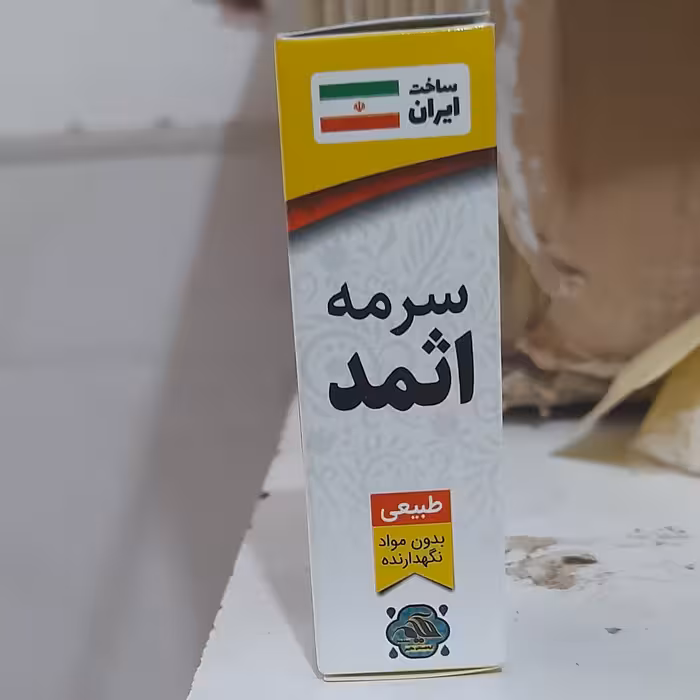 ساخت
ایران
سرمه
اثمد
طبیعی
بدون مواد
نگهدارنده